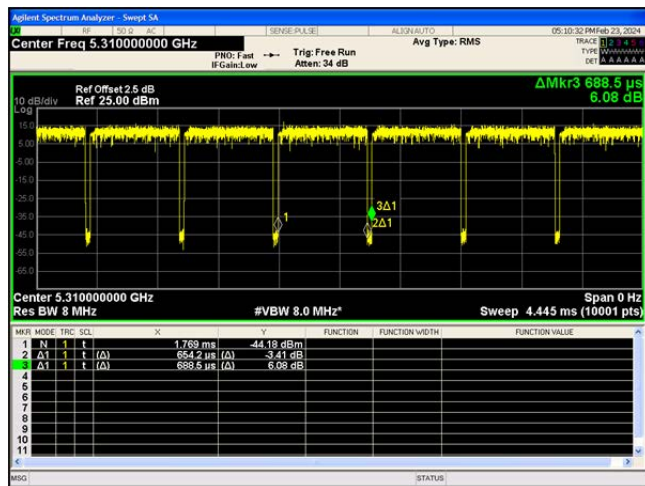 Agilent Spectrum Analyzer - Swept SA
RF 50 Ω AC SENSE:PULSE ALIGN AUTO 05:10:32 PM Feb 23, 2024
Center Freq 5.310000000 GHz Avg Type: RMS TRACE 1 2 3 4 5 6
PNO: Fast Trig: Free Run TYPE
IFGain:Low Atten: 34 dB DET A A A A A A
ΔMkr3 688.5 µs
Ref Offset 2.5 dB
10 dB/div Ref 25.00 dBm 6.08 dB
Log
15.0
5.00
-5.00
-15.0
-25.0
-35.0
-45.0
-55.0
-65.0
1
3Δ1
2Δ1
Center 5.310000000 GHz Span 0 Hz
Res BW 8 MHz #VBW 8.0 MHz* Sweep 4.445 ms (10001 pts)
MKR MODE TRC SCL X Y FUNCTION FUNCTION WIDTH FUNCTION VALUE
1 N 1 t 1.769 ms -44.18 dBm
2 Δ1 1 t (Δ) 654.2 µs (Δ) -3.41 dB
3 Δ1 1 t (Δ) 688.5 µs (Δ) 6.08 dB
4
5
6
7
8
9
10
11
MSG STATUS